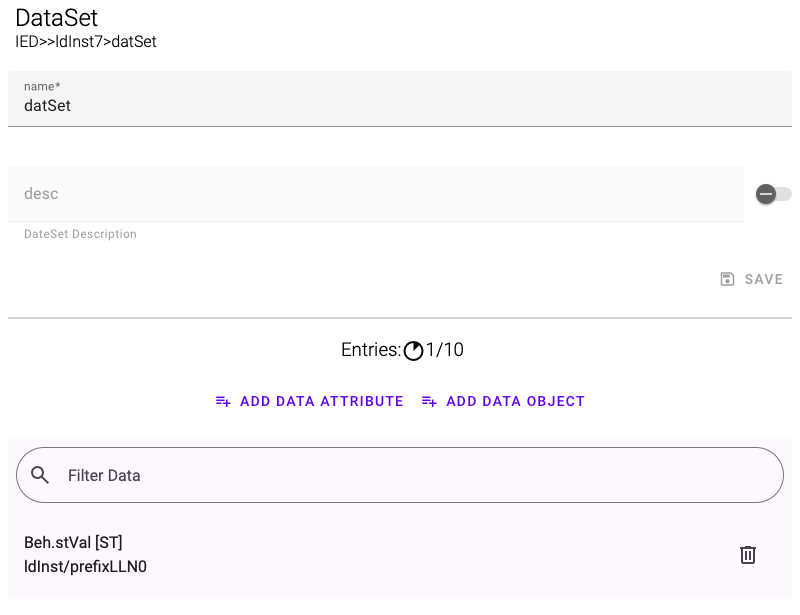 DataSet
IED>>ldInst7>datSet
name*
datSet
desc
DateSet Description
SAVE
Entries: 1/10
ADD DATA ATTRIBUTE ADD DATA OBJECT
Filter Data
Beh.stVal [ST]
ldInst/prefixLLN0